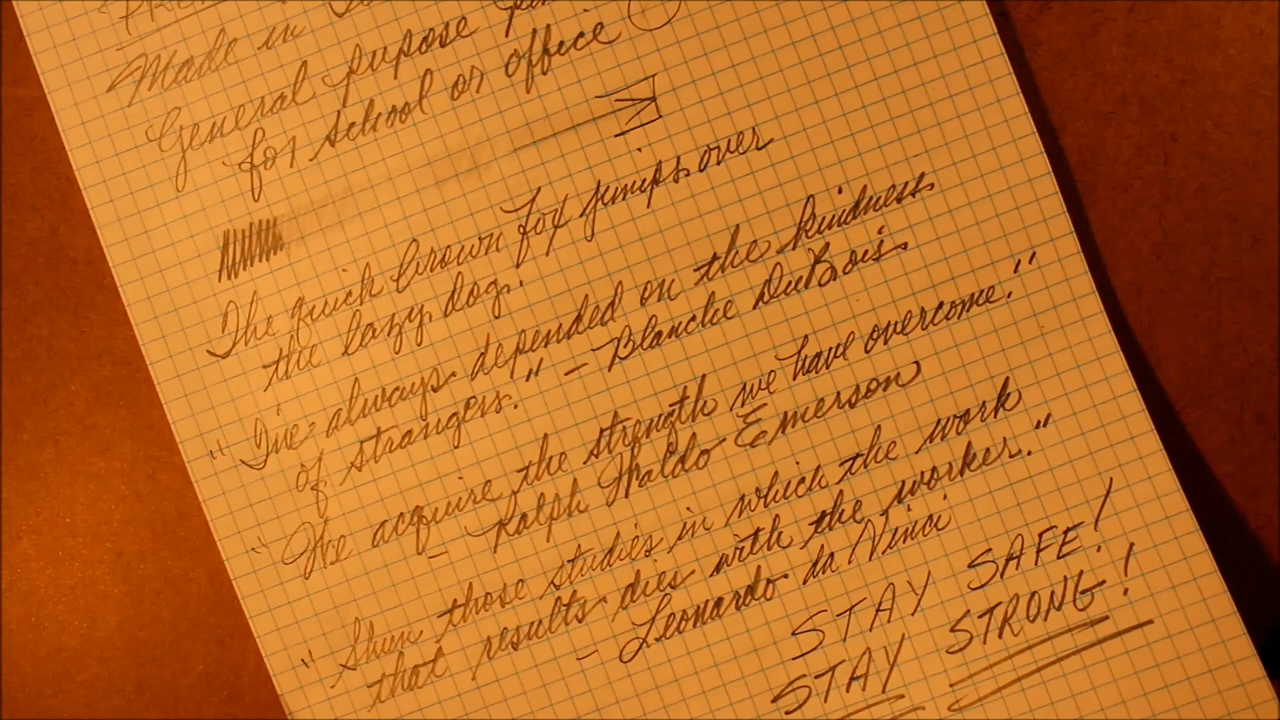 Made in
General pupose
for school or office
The quick brown fox jumps over
the lazy dog.
"I've always depended on the kindness
of strangers." - Blanche DuBois
"We acquire the strength we have overcome."
- Ralph Waldo Emerson
"Shun those studies in which the work
that results dies with the worker."
- Leonardo da Vinci
STAY SAFE!
STAY STRONG!